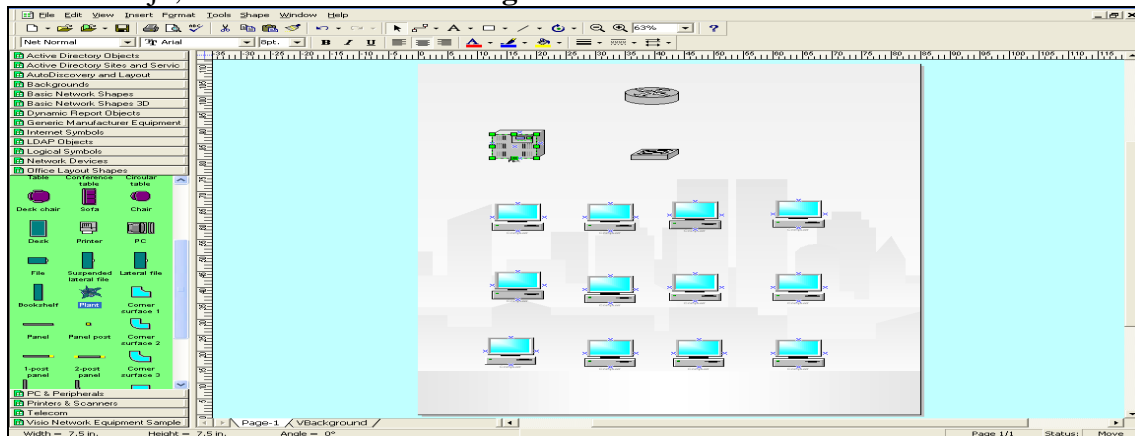 File Edit View Insert Format Tools Shape Window Help
63%
Net Normal Arial 8pt. B I U
Active Directory Objects
Active Directory Sites and Servic
AutoDiscovery and Layout
Backgrounds
Basic Network Shapes
Basic Network Shapes 3D
Dynamic Report Objects
Generic Manufacturer Equipment
Internet Symbols
LDAP Objects
Logical Symbols
Network Devices
Office Layout Shapes
Table Conference table Circular table
Desk chair Sofa Chair
Desk Printer PC
File Suspended lateral file Lateral file
Bookshelf Plant Corner surface 1
Panel Panel post Corner surface 2
1-post panel 2-post panel Corner surface 3
PC & Peripherals
Printers & Scanners
Telecom
Visio Network Equipment Sample
Page-1 VBackground
Width = 7.5 in. Height = 7.5 in. Angle = 0° Page 1/1 Status: Move